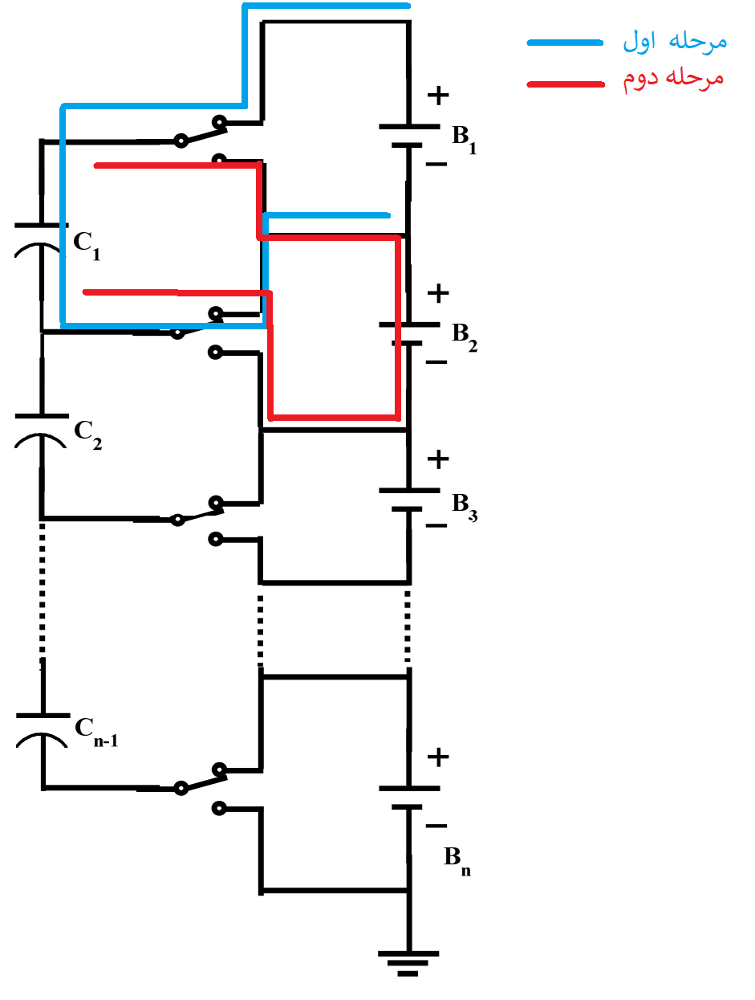 مرحله اول
مرحله دوم
+
B1
−
C1
+
B2
−
C2
+
B3
−
Cn-1
+
−
Bn